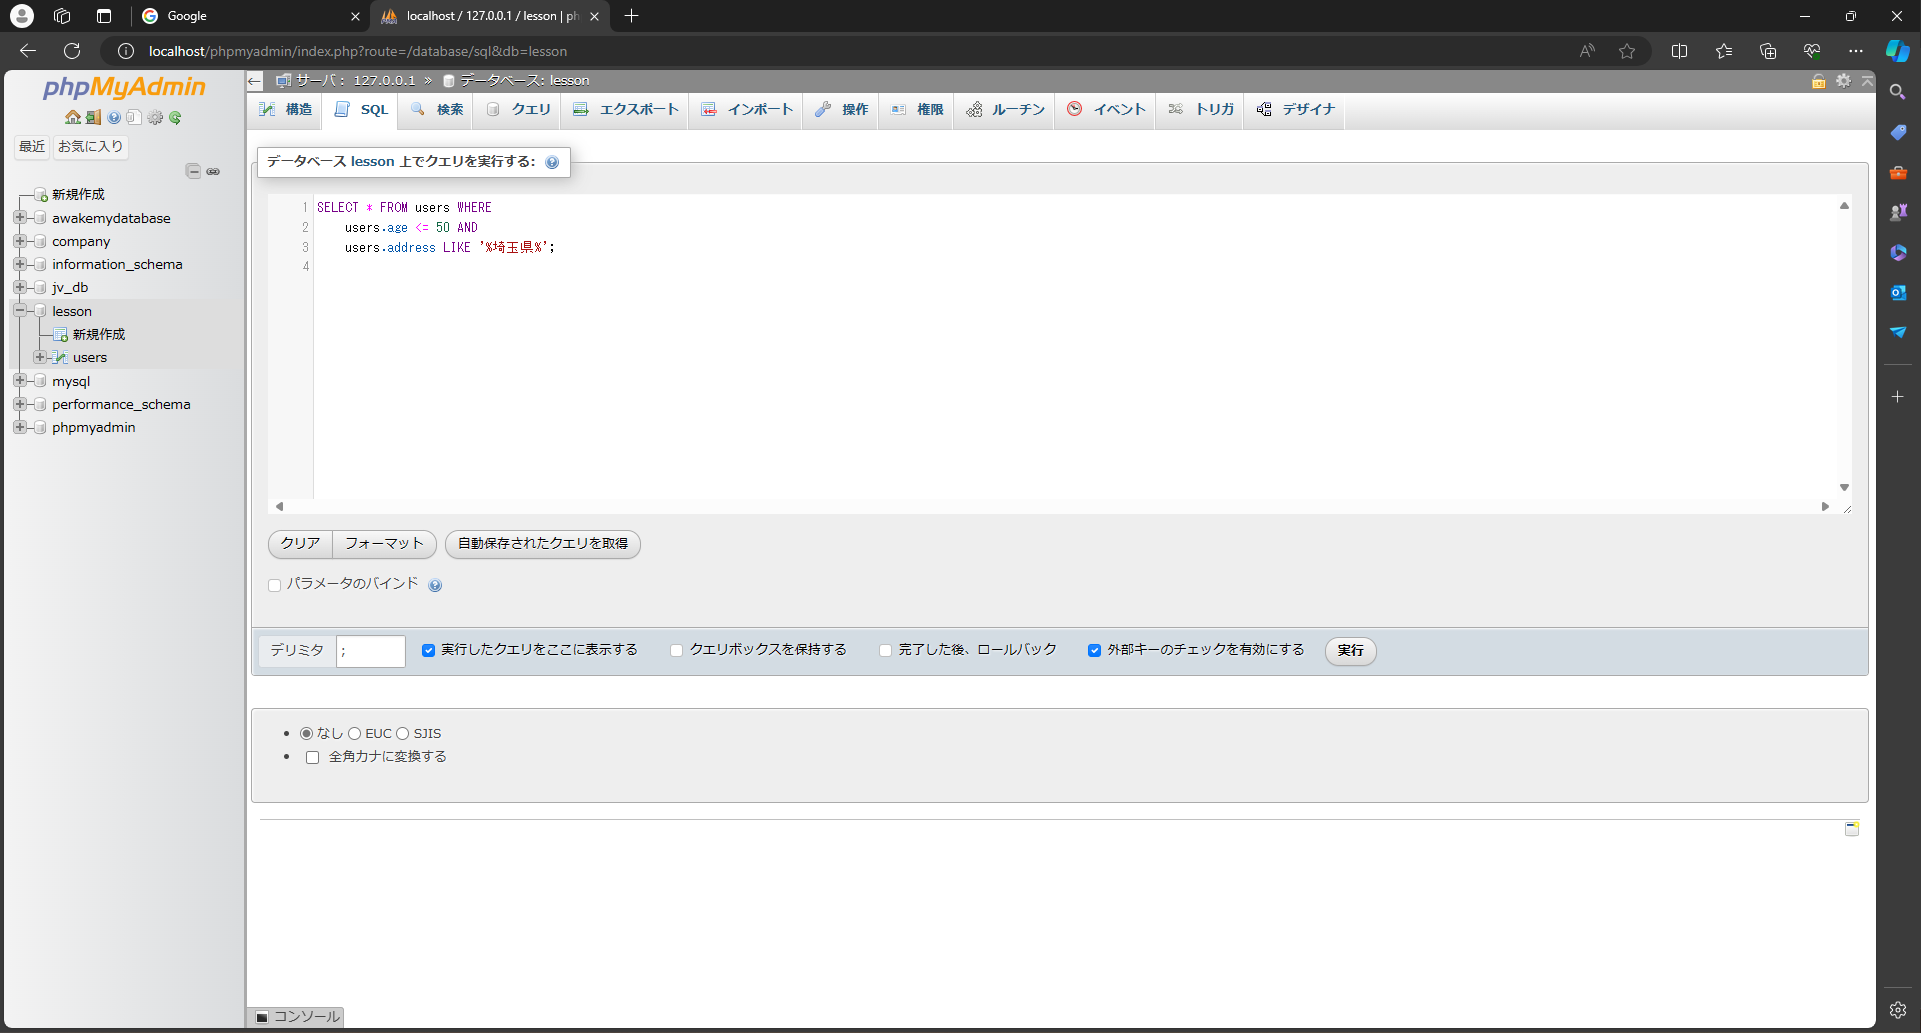 Google
localhost / 127.0.0.1 / lesson | ph
localhost/phpmyadmin/index.php?route=/database/sql&db=lesson
phpMyAdmin
最近
お気に入り
新規作成
awakemydatabase
company
information_schema
jv_db
lesson
新規作成
users
mysql
performance_schema
phpmyadmin
サーバ: 127.0.0.1 » データベース: lesson
構造
SQL
検索
クエリ
エクスポート
インポート
操作
権限
ルーチン
イベント
トリガ
デザイナ
データベース lesson 上でクエリを実行する:
1 SELECT * FROM users WHERE
2 users.age <= 50 AND
3 users.address LIKE '%埼玉県%';
4
クリア
フォーマット
自動保存されたクエリを取得
パラメータのバインド
デリミタ ;
実行したクエリをここに表示する
クエリボックスを保持する
完了した後、ロールバック
外部キーのチェックを有効にする
実行
なし EUC SJIS
全角カナに変換する
コンソール